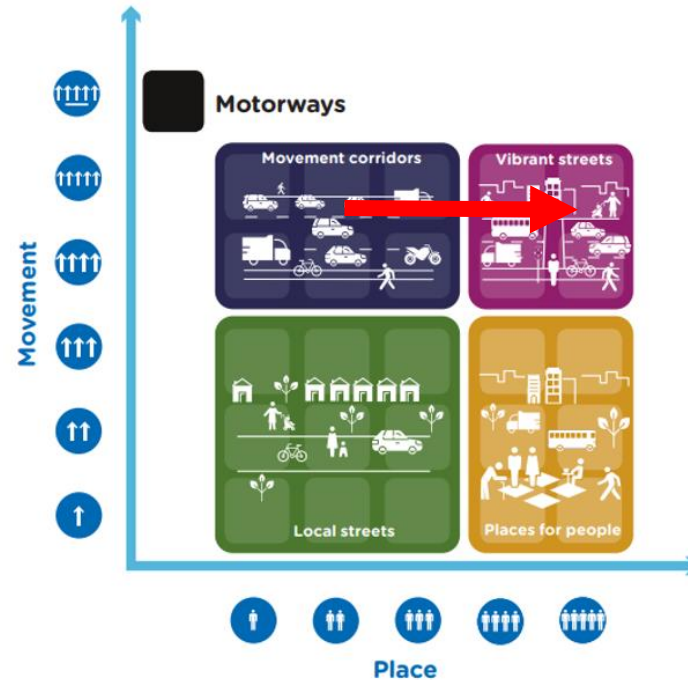 Motorways
Movement corridors
Vibrant streets
Movement
Local streets
Places for people
Place